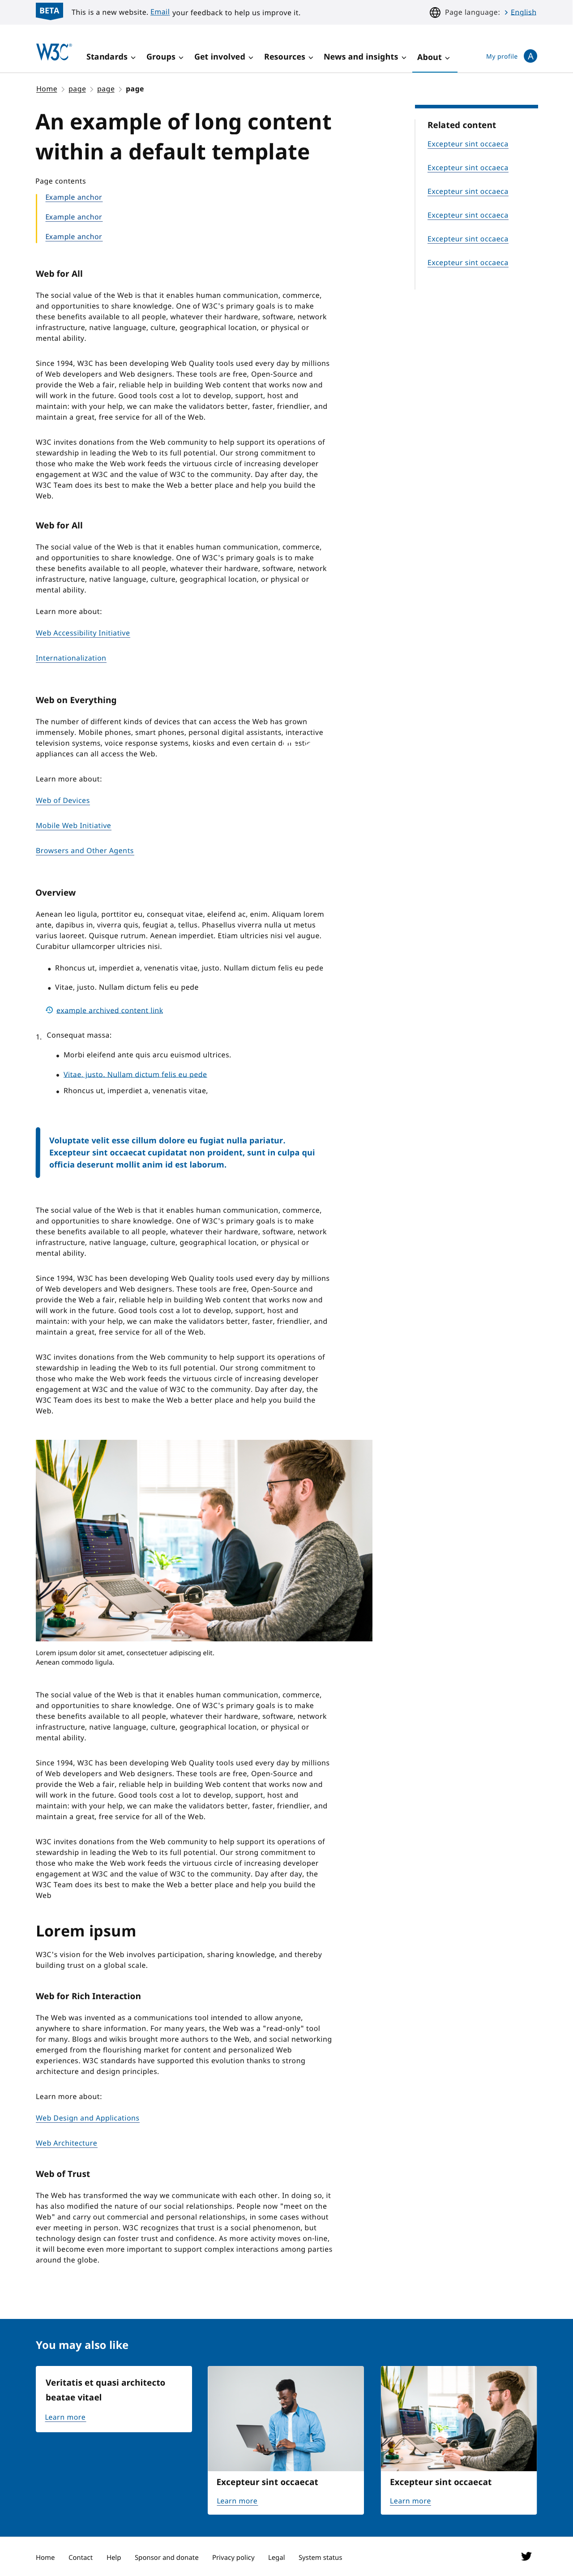 BETA This is a new website. Email your feedback to help us improve it. Page language: English
W3C® Standards Groups Get involved Resources News and insights About My profile A
Home page page page
An example of long content
within a default template
Page contents
Example anchor
Example anchor
Example anchor
Related content
Excepteur sint occaeca
Excepteur sint occaeca
Excepteur sint occaeca
Excepteur sint occaeca
Excepteur sint occaeca
Excepteur sint occaeca
Web for All
The social value of the Web is that it enables human communication, commerce,
and opportunities to share knowledge. One of W3C's primary goals is to make
these benefits available to all people, whatever their hardware, software, network
infrastructure, native language, culture, geographical location, or physical or
mental ability.
Since 1994, W3C has been developing Web Quality tools used every day by millions
of Web developers and Web designers. These tools are free, Open-Source and
provide the Web a fair, reliable help in building Web content that works now and
will work in the future. Good tools cost a lot to develop, support, host and
maintain: with your help, we can make the validators better, faster, friendlier, and
maintain a great, free service for all of the Web.
W3C invites donations from the Web community to help support its operations of
stewardship in leading the Web to its full potential. Our strong commitment to
those who make the Web work feeds the virtuous circle of increasing developer
engagement at W3C and the value of W3C to the community. Day after day, the
W3C Team does its best to make the Web a better place and help you build the
Web.
Web for All
The social value of the Web is that it enables human communication, commerce,
and opportunities to share knowledge. One of W3C's primary goals is to make
these benefits available to all people, whatever their hardware, software, network
infrastructure, native language, culture, geographical location, or physical or
mental ability.
Learn more about:
Web Accessibility Initiative
Internationalization
Web on Everything
The number of different kinds of devices that can access the Web has grown
immensely. Mobile phones, smart phones, personal digital assistants, interactive
television systems, voice response systems, kiosks and even certain
appliances can all access the Web.
Learn more about:
Web of Devices
Mobile Web Initiative
Browsers and Other Agents
Overview
Aenean leo ligula, porttitor eu, consequat vitae, eleifend ac, enim. Aliquam lorem
ante, dapibus in, viverra quis, feugiat a, tellus. Phasellus viverra nulla ut metus
varius laoreet. Quisque rutrum. Aenean imperdiet. Etiam ultricies nisi vel augue.
Curabitur ullamcorper ultricies nisi.
• Rhoncus ut, imperdiet a, venenatis vitae, justo. Nullam dictum felis eu pede
• Vitae, justo. Nullam dictum felis eu pede
example archived content link
1. Consequat massa:
• Morbi eleifend ante quis arcu euismod ultrices.
• Vitae, justo. Nullam dictum felis eu pede
• Rhoncus ut, imperdiet a, venenatis vitae,
Voluptate velit esse cillum dolore eu fugiat nulla pariatur.
Excepteur sint occaecat cupidatat non proident, sunt in culpa qui
officia deserunt mollit anim id est laborum.
The social value of the Web is that it enables human communication, commerce,
and opportunities to share knowledge. One of W3C's primary goals is to make
these benefits available to all people, whatever their hardware, software, network
infrastructure, native language, culture, geographical location, or physical or
mental ability.
Since 1994, W3C has been developing Web Quality tools used every day by millions
of Web developers and Web designers. These tools are free, Open-Source and
provide the Web a fair, reliable help in building Web content that works now and
will work in the future. Good tools cost a lot to develop, support, host and
maintain: with your help, we can make the validators better, faster, friendlier, and
maintain a great, free service for all of the Web.
W3C invites donations from the Web community to help support its operations of
stewardship in leading the Web to its full potential. Our strong commitment to
those who make the Web work feeds the virtuous circle of increasing developer
engagement at W3C and the value of W3C to the community. Day after day, the
W3C Team does its best to make the Web a better place and help you build the
Web.
Lorem ipsum dolor sit amet, consectetuer adipiscing elit.
Aenean commodo ligula.
The social value of the Web is that it enables human communication, commerce,
and opportunities to share knowledge. One of W3C's primary goals is to make
these benefits available to all people, whatever their hardware, software, network
infrastructure, native language, culture, geographical location, or physical or
mental ability.
Since 1994, W3C has been developing Web Quality tools used every day by millions
of Web developers and Web designers. These tools are free, Open-Source and
provide the Web a fair, reliable help in building Web content that works now and
will work in the future. Good tools cost a lot to develop, support, host and
maintain: with your help, we can make the validators better, faster, friendlier, and
maintain a great, free service for all of the Web.
W3C invites donations from the Web community to help support its operations of
stewardship in leading the Web to its full potential. Our strong commitment to
those who make the Web work feeds the virtuous circle of increasing developer
engagement at W3C and the value of W3C to the community. Day after day, the
W3C Team does its best to make the Web a better place and help you build the
Web
Lorem ipsum
W3C's vision for the Web involves participation, sharing knowledge, and thereby
building trust on a global scale.
Web for Rich Interaction
The Web was invented as a communications tool intended to allow anyone,
anywhere to share information. For many years, the Web was a "read-only" tool
for many. Blogs and wikis brought more authors to the Web, and social networking
emerged from the flourishing market for content and personalized Web
experiences. W3C standards have supported this evolution thanks to strong
architecture and design principles.
Learn more about:
Web Design and Applications
Web Architecture
Web of Trust
The Web has transformed the way we communicate with each other. In doing so, it
has also modified the nature of our social relationships. People now "meet on the
Web" and carry out commercial and personal relationships, in some cases without
ever meeting in person. W3C recognizes that trust is a social phenomenon, but
technology design can foster trust and confidence. As more activity moves on-line,
it will become even more important to support complex interactions among parties
around the globe.
You may also like
Veritatis et quasi architecto
beatae vitael
Learn more
Excepteur sint occaecat
Learn more
Excepteur sint occaecat
Learn more
Home Contact Help Sponsor and donate Privacy policy Legal System status